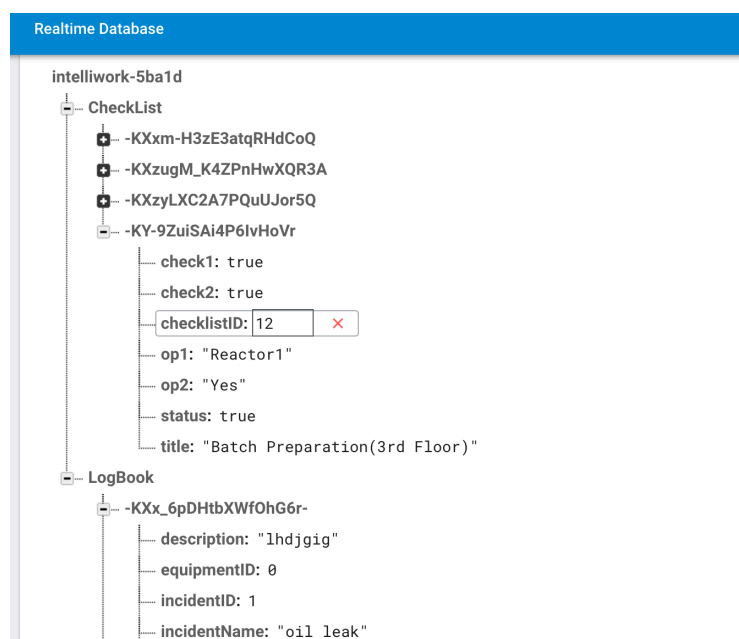 Realtime Database
intelliwork-5ba1d
CheckList
-KXxm-H3zE3atqRHdCoQ
-KXzugM_K4ZPnHwXQR3A
-KXzyLXC2A7PQuUJor5Q
-KY-9ZuiSAi4P6IvHoVr
check1: true
check2: true
checklistID: 12 ×
op1: "Reactor1"
op2: "Yes"
status: true
title: "Batch Preparation(3rd Floor)"
LogBook
-KXx_6pDHtbXWfOhG6r-
description: "lhdjgig"
equipmentID: 0
incidentID: 1
incidentName: "oil leak"